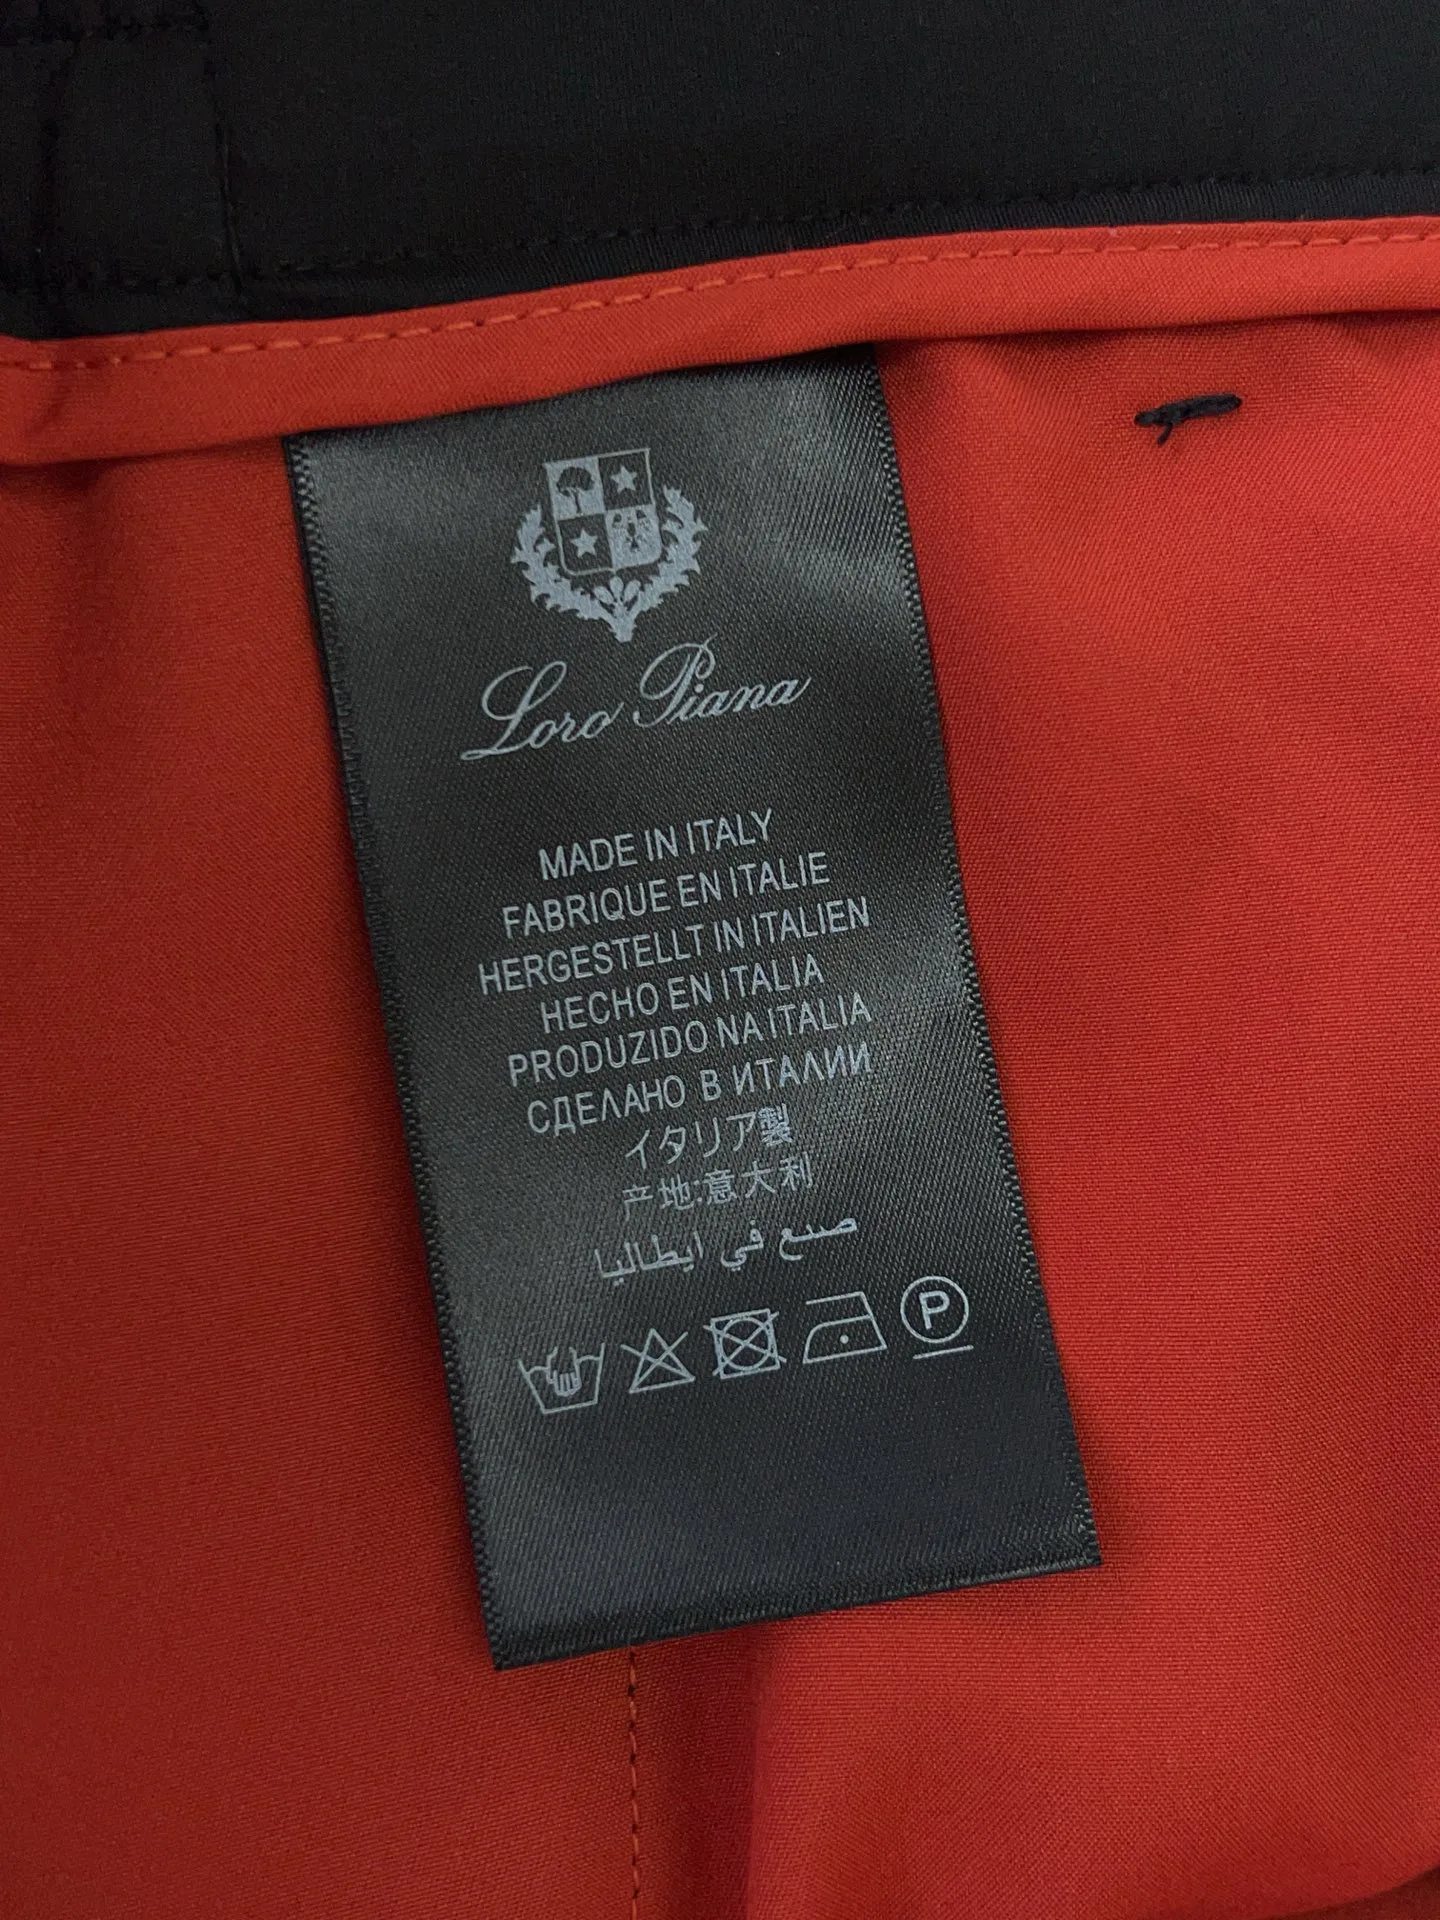 Loro Piana
MADE IN ITALY
FABRIQUE EN ITALIE
HERGESTELLT IN ITALIEN
HECHO EN ITALIA
PRODUZIDO NA ITALIA
СДЕЛАНО В ИТАЛИИ
イタリア製
产地:意大利
صنع في ايطاليا
P